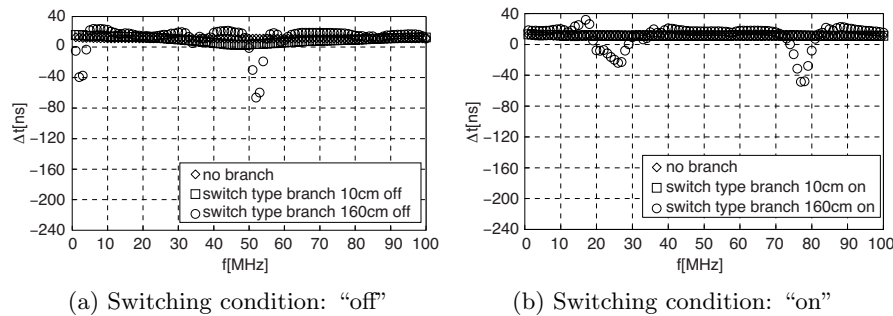 40
0
−40
−80
−120
−160
−200
−240
Δt[ns]
0 10 20 30 40 50 60 70 80 90 100
f[MHz]
no branch
switch type branch 10cm off
switch type branch 160cm off
(a) Switching condition: “off”
40
0
−40
−80
−120
−160
−200
−240
Δt[ns]
0 10 20 30 40 50 60 70 80 90 100
f[MHz]
no branch
switch type branch 10cm on
switch type branch 160cm on
(b) Switching condition: “on”